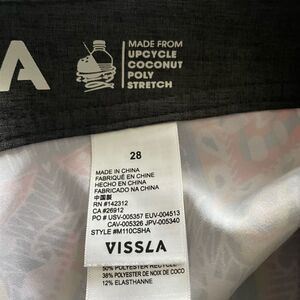 A
MADE FROM
UPCYCLE
COCONUT
POLY
STRETCH
28
MADE IN CHINA
FABRIQUÉ EN CHINE
HECHO EN CHINA
FABRICADO NA CHINA
中国製
RN #142312
CA #26912
PO # USV-005357 EUV-004513
CAV-005326 JPV-005340
STYLE #M110CSHA
VISSLA
50% POLYESTER RECYCLÉ
38% POLYESTER DE NOIX DE COCO
12% ELASTHANNE